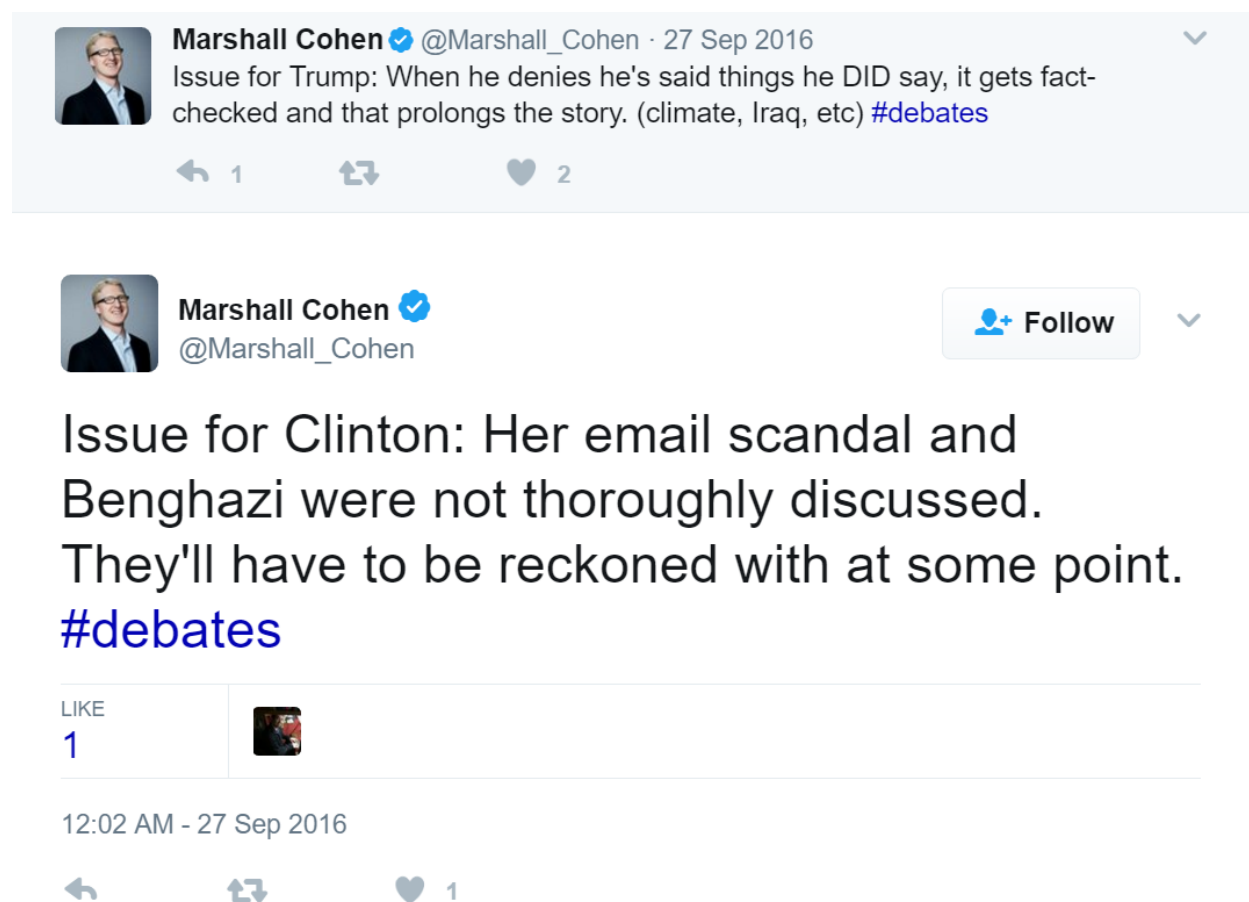 Marshall Cohen @Marshall_Cohen · 27 Sep 2016
Issue for Trump: When he denies he's said things he DID say, it gets fact-
checked and that prolongs the story. (climate, Iraq, etc) #debates
1 2
Marshall Cohen
@Marshall_Cohen
Follow
Issue for Clinton: Her email scandal and
Benghazi were not thoroughly discussed.
They'll have to be reckoned with at some point.
#debates
LIKE
1
12:02 AM - 27 Sep 2016
1